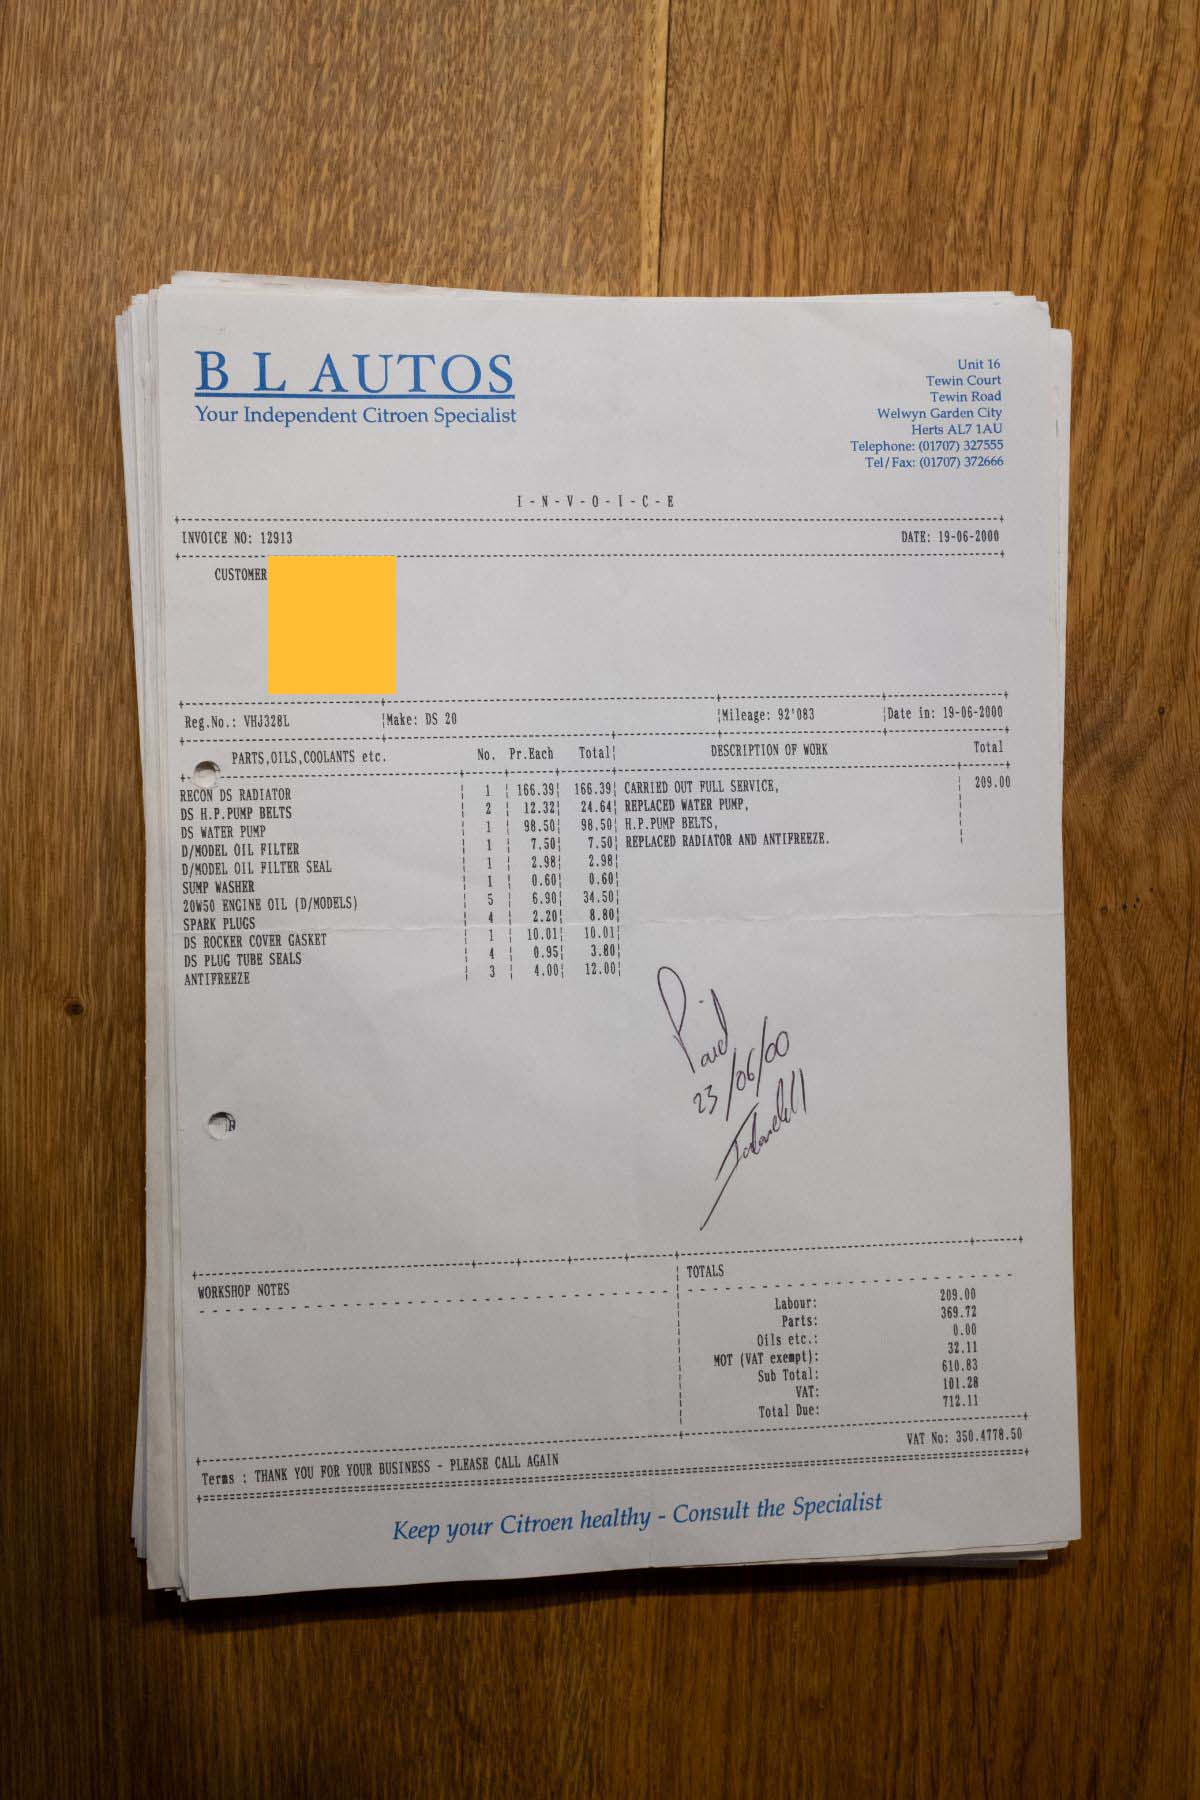 B L AUTOS
Your Independent Citroen Specialist
Unit 16
Tewin Court
Tewin Road
Welwyn Garden City
Herts AL7 1AU
Telephone: (01707) 327555
Tel/Fax: (01707) 372666
I - N - V - O - I - C - E
INVOICE NO: 12913 DATE: 19-06-2000
CUSTOMER
Reg.No.: VHJ328L Make: DS 20 Mileage: 92'083 Date in: 19-06-2000
PARTS,OILS,COOLANTS etc. No. Pr.Each Total DESCRIPTION OF WORK Total
RECON DS RADIATOR 1 166.39 166.39 CARRIED OUT FULL SERVICE, 209.00
DS H.P.PUMP BELTS 2 12.32 24.64 REPLACED WATER PUMP,
DS WATER PUMP 1 98.50 98.50 H.P.PUMP BELTS,
D/MODEL OIL FILTER 1 7.50 7.50 REPLACED RADIATOR AND ANTIFREEZE.
D/MODEL OIL FILTER SEAL 1 2.98 2.98
SUMP WASHER 1 0.60 0.60
20W50 ENGINE OIL (D/MODELS) 5 6.90 34.50
SPARK PLUGS 4 2.20 8.80
DS ROCKER COVER GASKET 1 10.01 10.01
DS PLUG TUBE SEALS 4 0.95 3.80
ANTIFREEZE 3 4.00 12.00
Paid
23/06/00
WORKSHOP NOTES
TOTALS
Labour: 209.00
Parts: 369.72
Oils etc.: 0.00
MOT (VAT exempt): 32.11
Sub Total: 610.83
VAT: 101.28
Total Due: 712.11
VAT No: 350.4778.50
Terms : THANK YOU FOR YOUR BUSINESS - PLEASE CALL AGAIN
Keep your Citroen healthy - Consult the Specialist